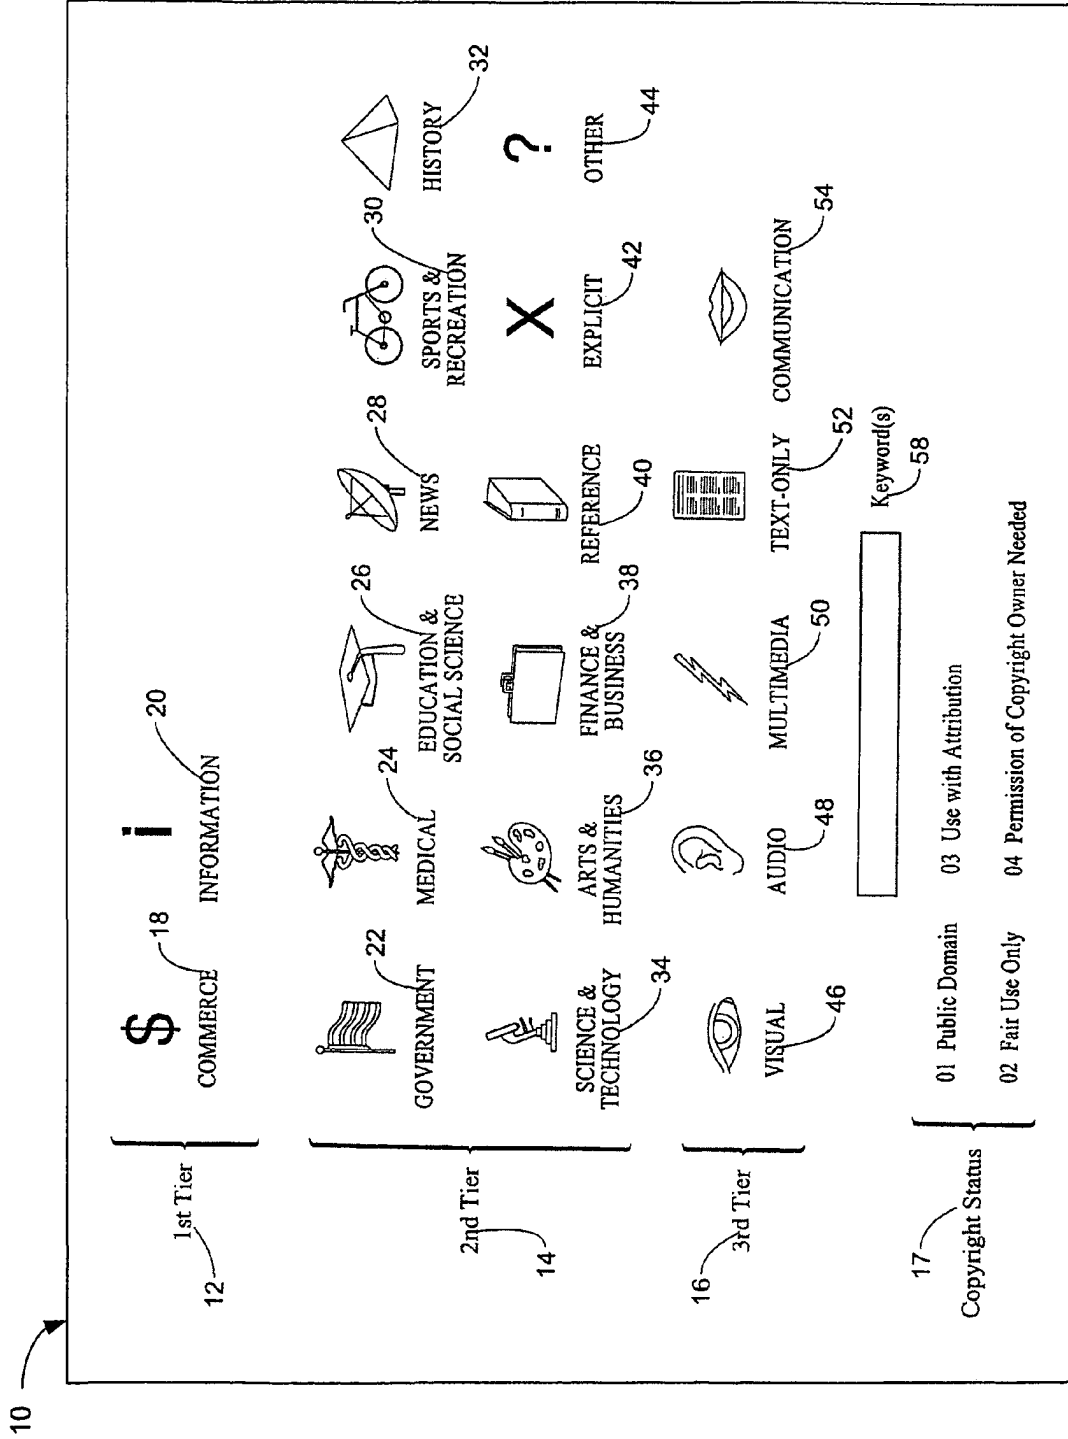 10
$
i
18
20
COMMERCE
INFORMATION
1st Tier
12
22
24
26
28
30
32
GOVERNMENT
MEDICAL
EDUCATION &
SOCIAL SCIENCE
NEWS
SPORTS &
RECREATION
HISTORY
2nd Tier
14
X
?
SCIENCE &
TECHNOLOGY
ARTS &
HUMANITIES
FINANCE &
BUSINESS
REFERENCE
EXPLICIT
OTHER
34
36
38
40
42
44
3rd Tier
16
VISUAL
AUDIO
MULTIMEDIA
TEXT-ONLY
COMMUNICATION
46
48
50
52
54
Keyword(s)
58
17
Copyright Status
01 Public Domain
03 Use with Attribution
02 Fair Use Only
04 Permission of Copyright Owner Needed